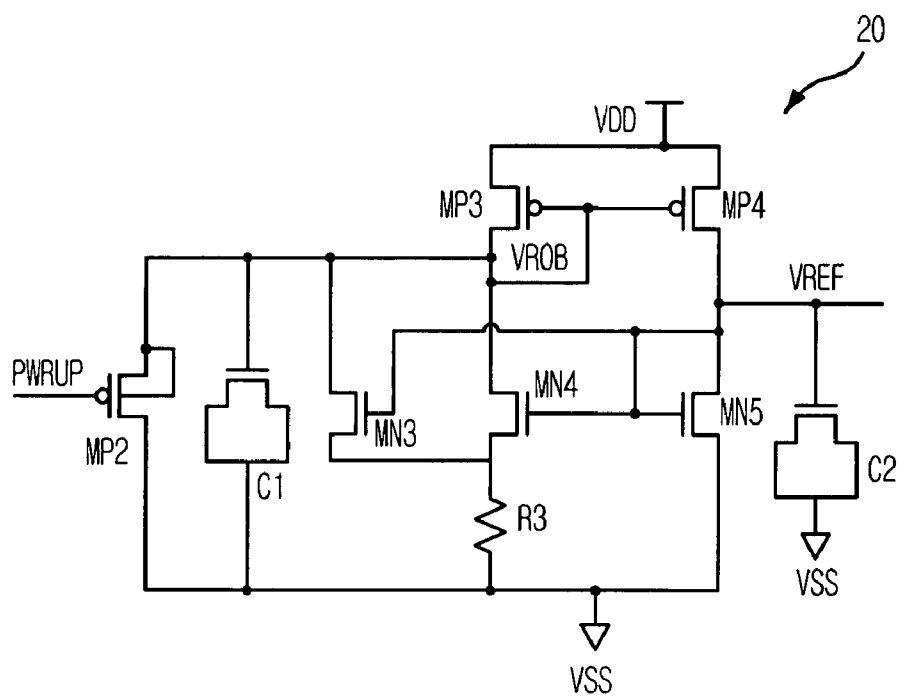 20
VDD
MP3
MP4
VROB
VREF
PWRUP
MP2
C1
MN3
MN4
MN5
C2
R3
VSS
VSS